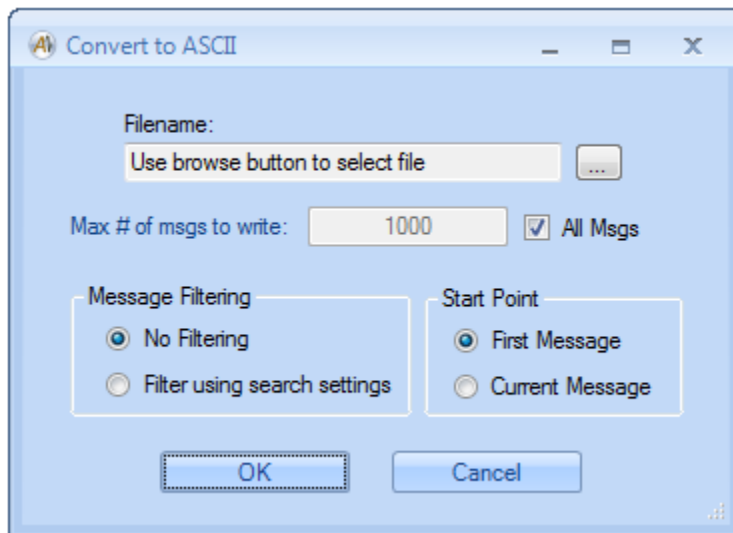 Convert to ASCII
Filename:
Use browse button to select file
...
Max # of msgs to write: 1000 All Msgs
Message Filtering
No Filtering
Filter using search settings
Start Point
First Message
Current Message
OK Cancel